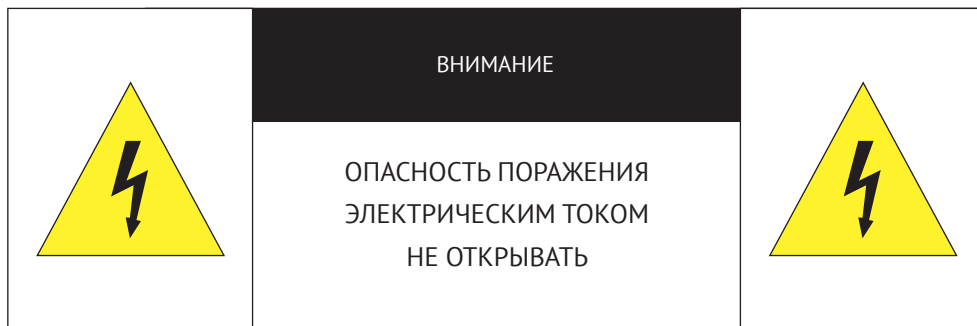 ВНИМАНИЕ
ОПАСНОСТЬ ПОРАЖЕНИЯ
ЭЛЕКТРИЧЕСКИМ ТОКОМ
НЕ ОТКРЫВАТЬ